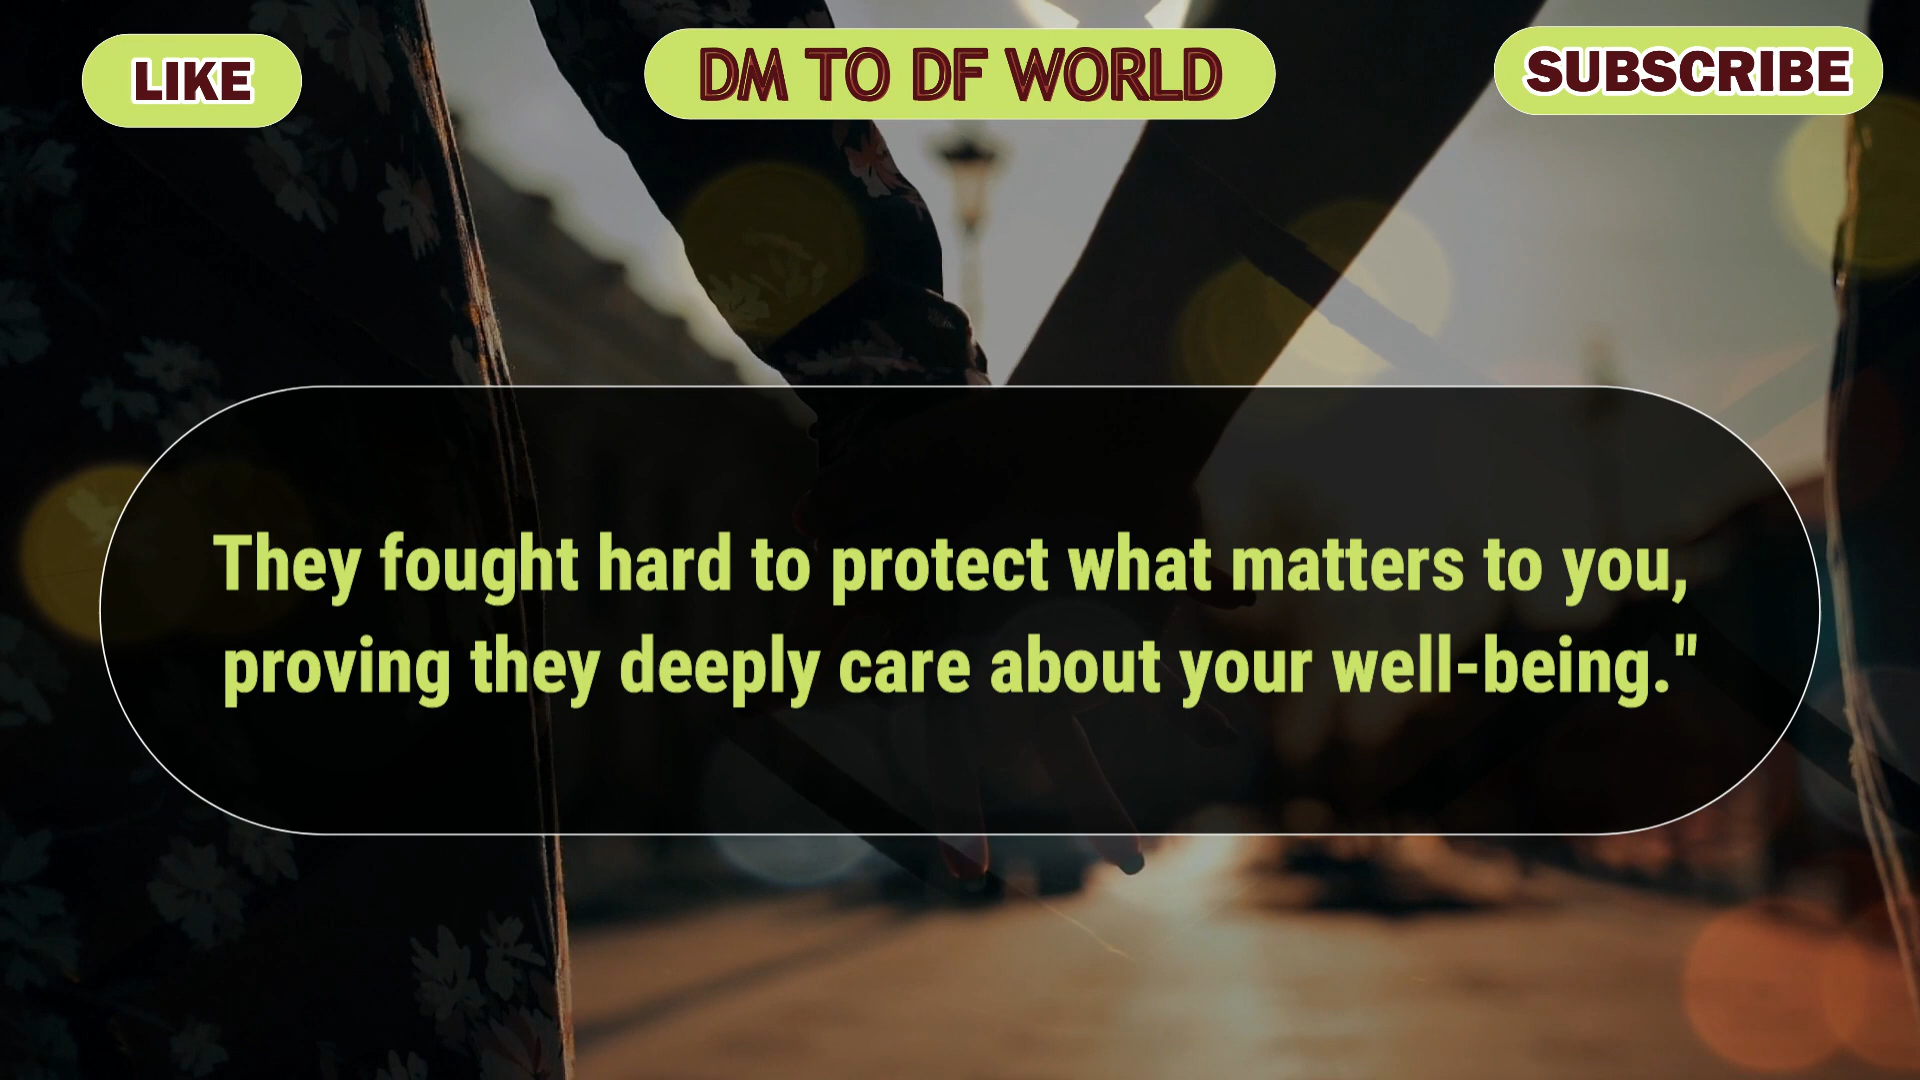 LIKE
DM TO DF WORLD
SUBSCRIBE
They fought hard to protect what matters to you,
proving they deeply care about your well-being."